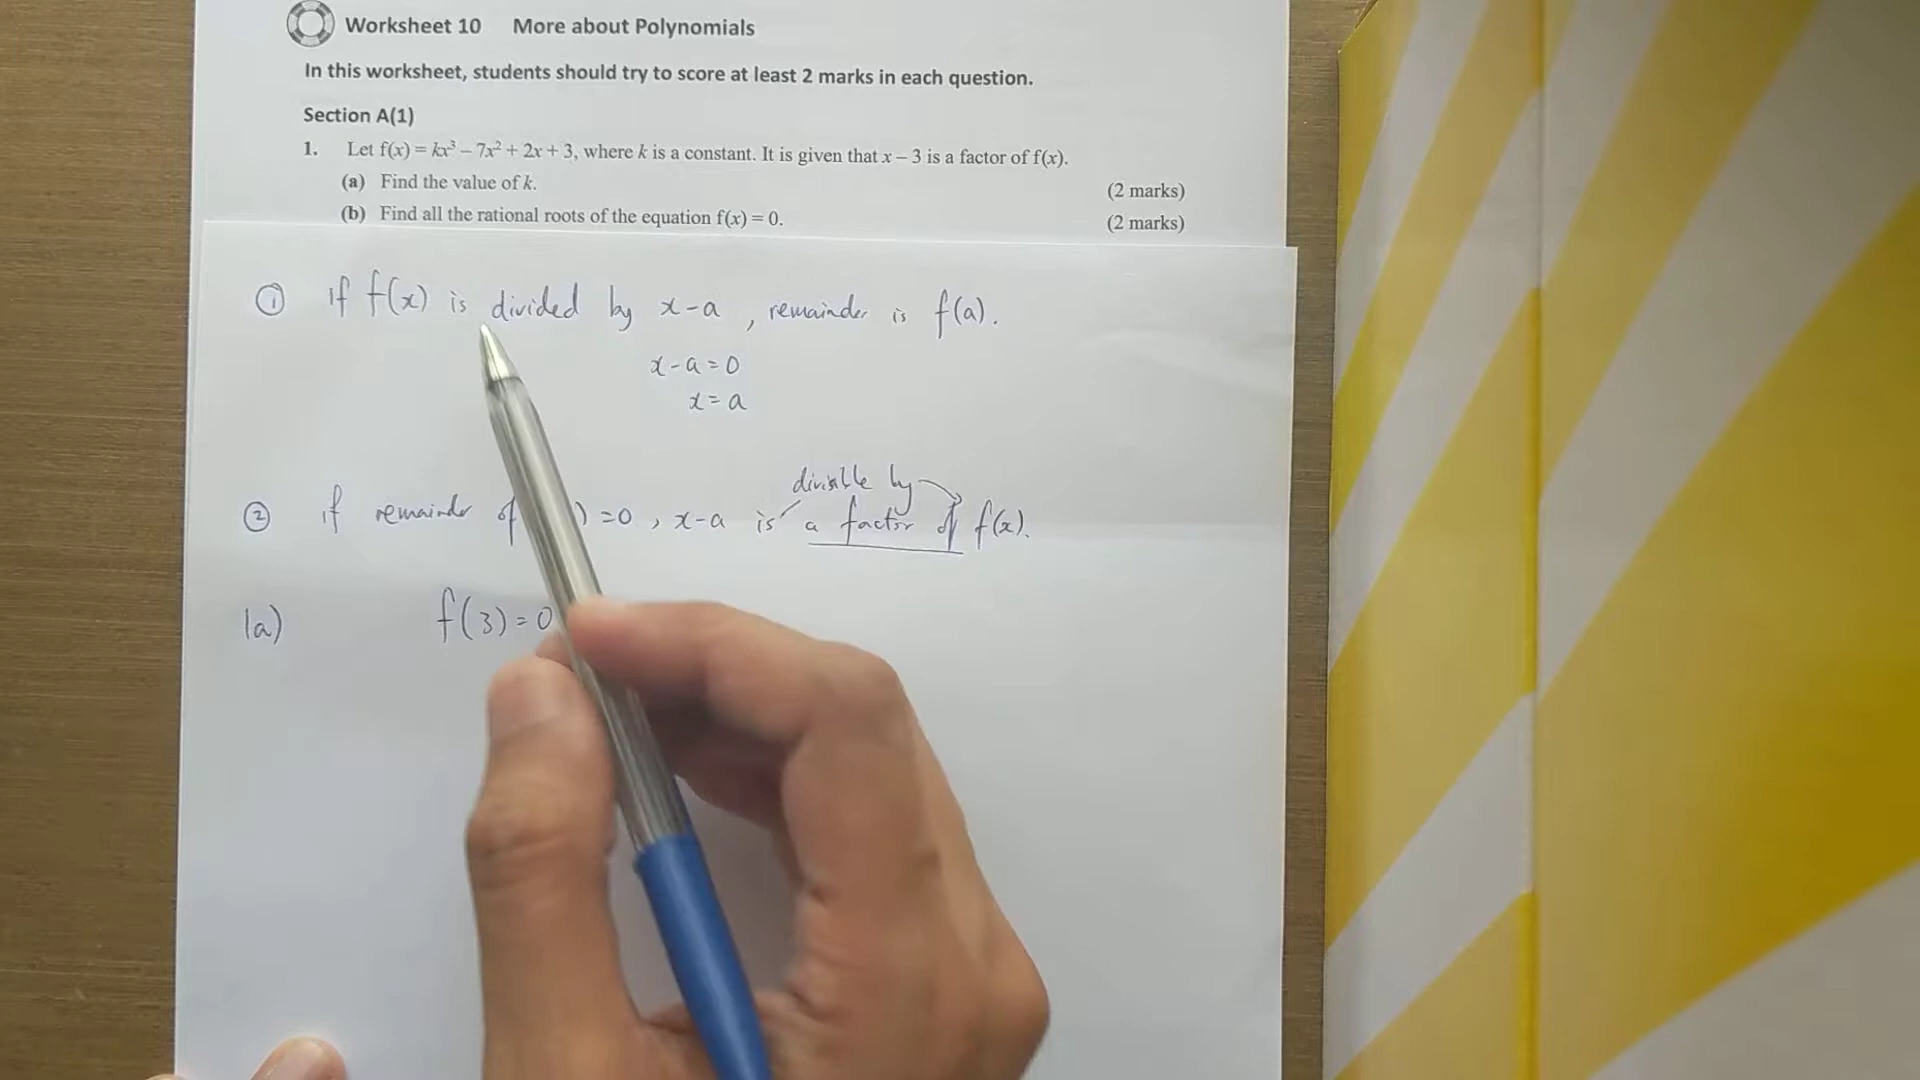 Worksheet 10 More about Polynomials
In this worksheet, students should try to score at least 2 marks in each question.
Section A(1)
1. Let f(x) = kx³ – 7x² + 2x + 3, where k is a constant. It is given that x – 3 is a factor of f(x).
(a) Find the value of k. (2 marks)
(b) Find all the rational roots of the equation f(x) = 0. (2 marks)
① if f(x) is divided by x-a, remainder is f(a).
x-a=0
x=a
divisible by
② if remainder of ) =0, x-a is a factor of f(x).
1a) f(3)=0